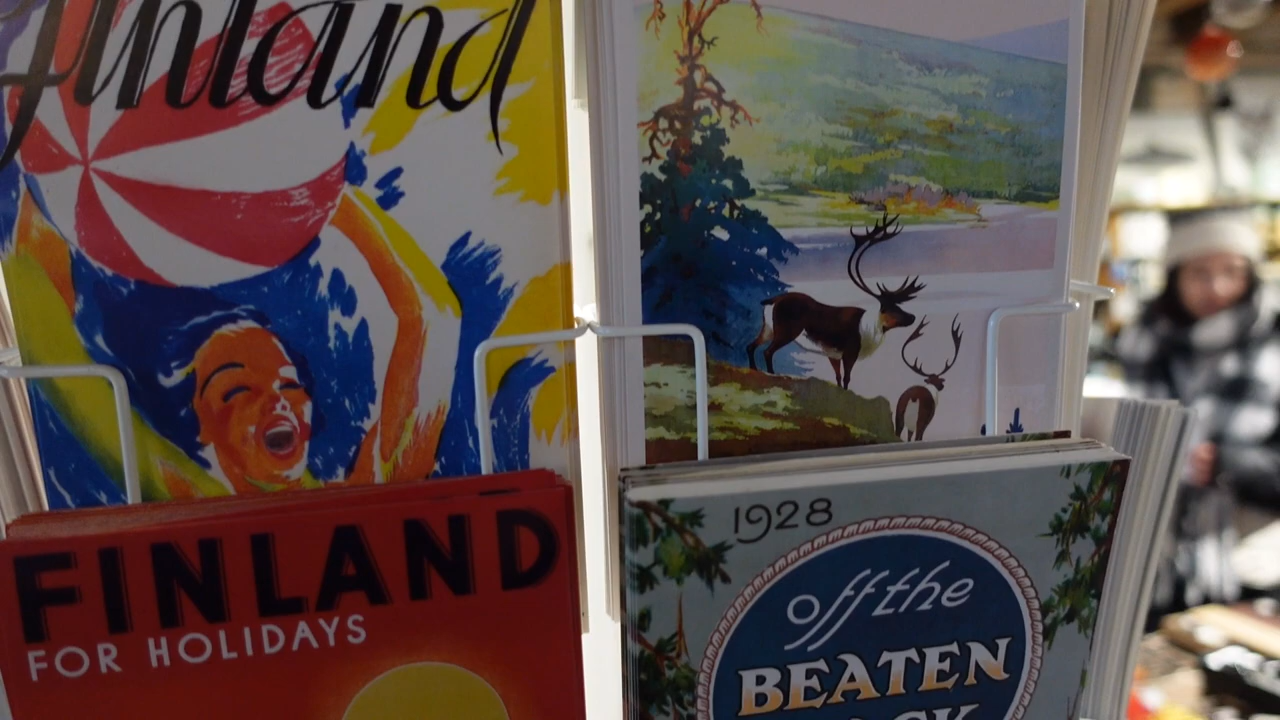 Finland
FINLAND
FOR HOLIDAYS
1928
off the
BEATEN